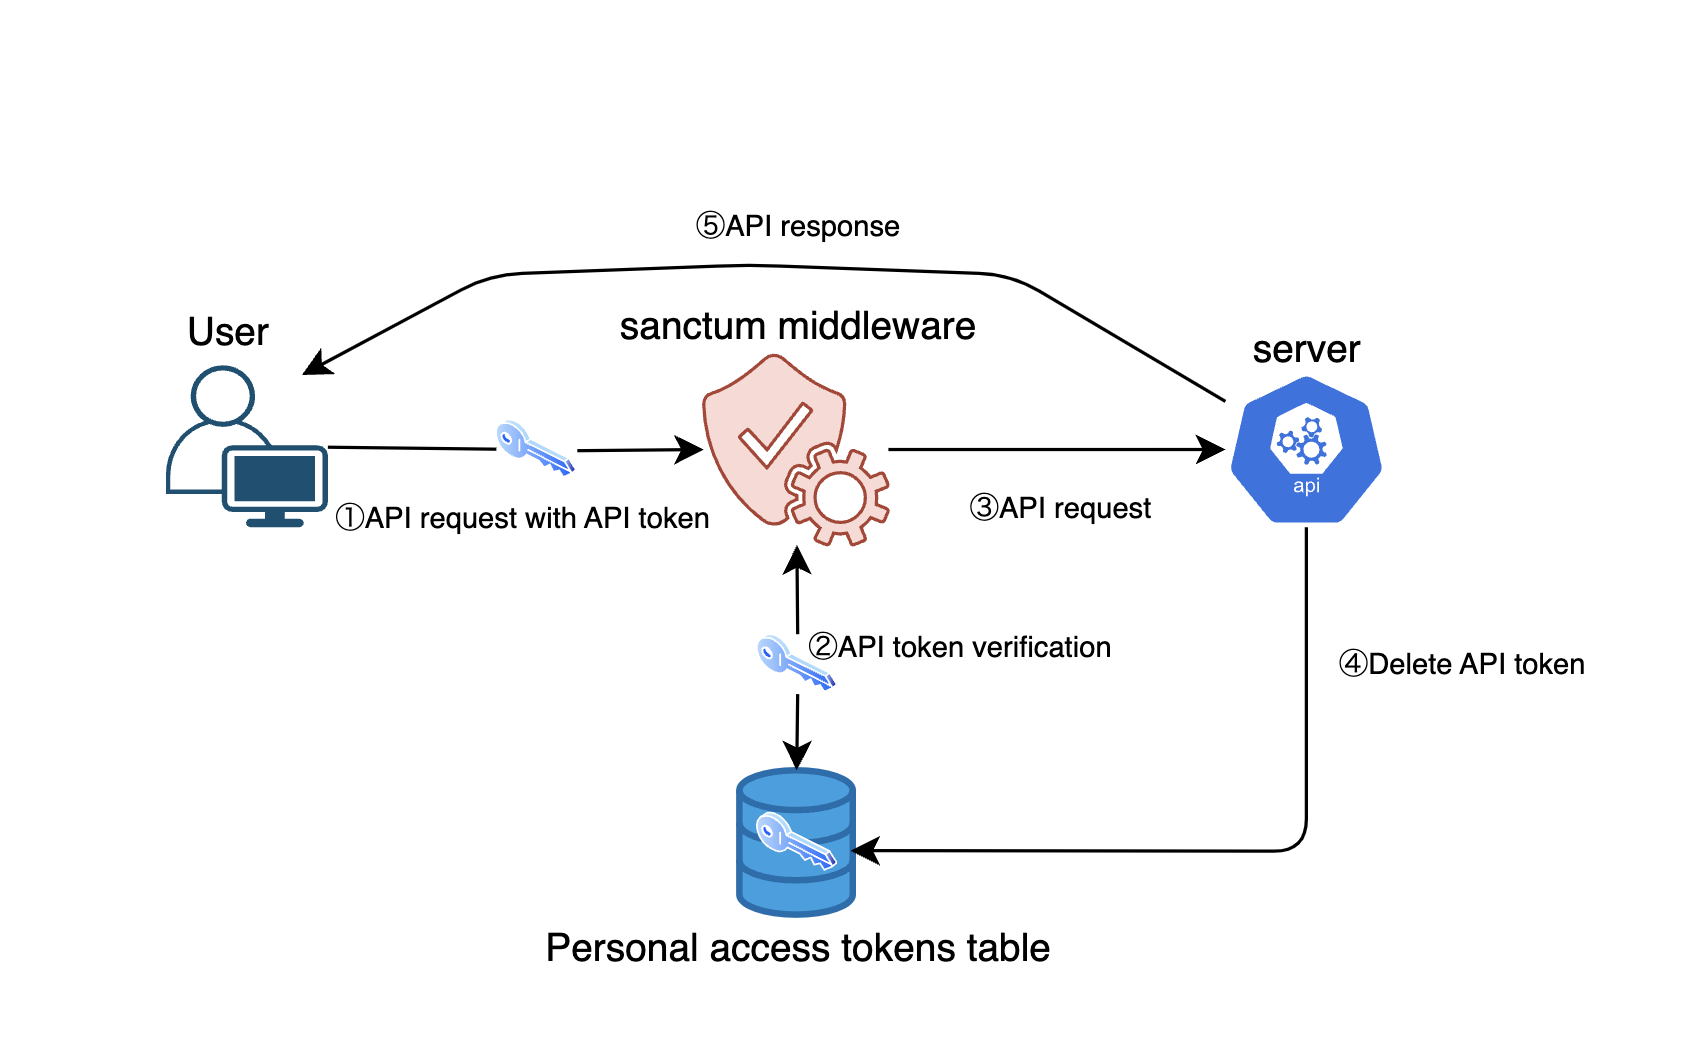 ⑤API response
User
sanctum middleware
server
api
①API request with API token
③API request
②API token verification
④Delete API token
Personal access tokens table